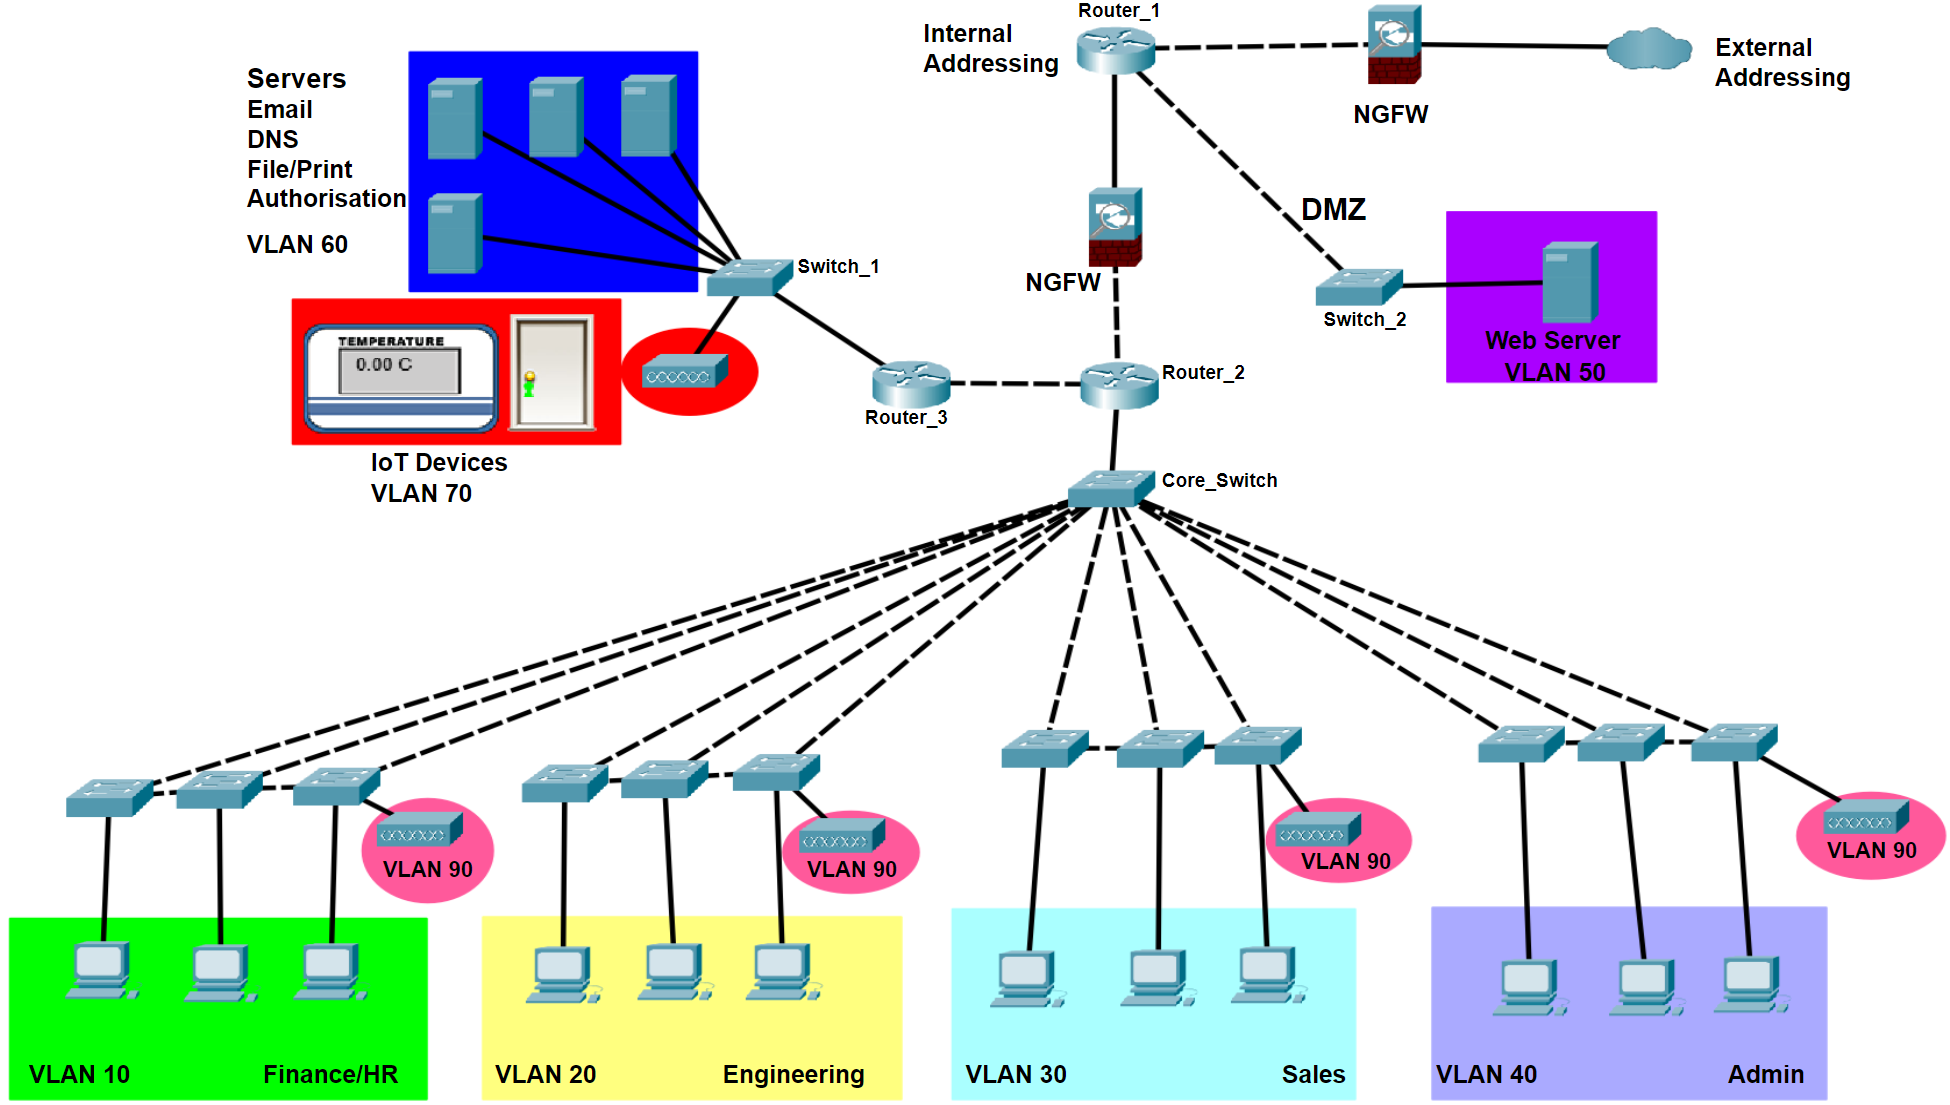 Router_1
Internal
Addressing
External
Addressing
NGFW
Servers
Email
DNS
File/Print
Authorisation
VLAN 60
DMZ
Switch_1
NGFW
Switch_2
Web Server
VLAN 50
TEMPERATURE
0.00 C
Router_2
Router_3
IoT Devices
VLAN 70
Core_Switch
VLAN 90
VLAN 90
VLAN 90
VLAN 90
VLAN 10
Finance/HR
VLAN 20
Engineering
VLAN 30
Sales
VLAN 40
Admin